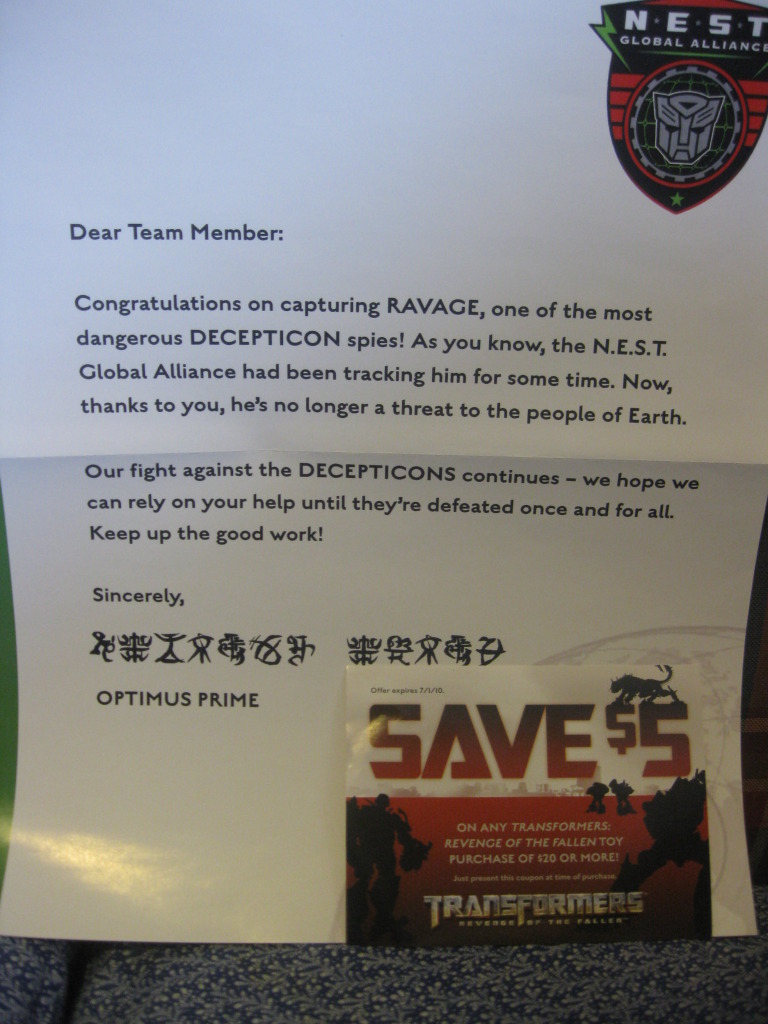 N·E·S·T
GLOBAL ALLIANCE
Dear Team Member:
Congratulations on capturing RAVAGE, one of the most
dangerous DECEPTICON spies! As you know, the N.E.S.T.
Global Alliance had been tracking him for some time. Now,
thanks to you, he's no longer a threat to the people of Earth.
Our fight against the DECEPTICONS continues – we hope we
can rely on your help until they're defeated once and for all.
Keep up the good work!
Sincerely,
OPTIMUS PRIME
Offer expires 7/1/10.
SAVE $5
ON ANY TRANSFORMERS:
REVENGE OF THE FALLEN TOY
PURCHASE OF $20 OR MORE!
Just present this coupon at time of purchase.
TRANSFORMERS
REVENGE OF THE FALLEN